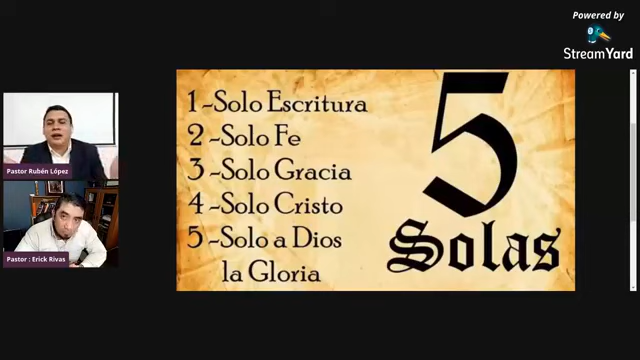 Powered by
StreamYard
Pastor Rubén López
Pastor : Erick Rivas
1 -Solo Escritura
2 -Solo Fe
3 -Solo Gracia
4 -Solo Cristo
5 -Solo a Dios
la Gloria
5
Solas